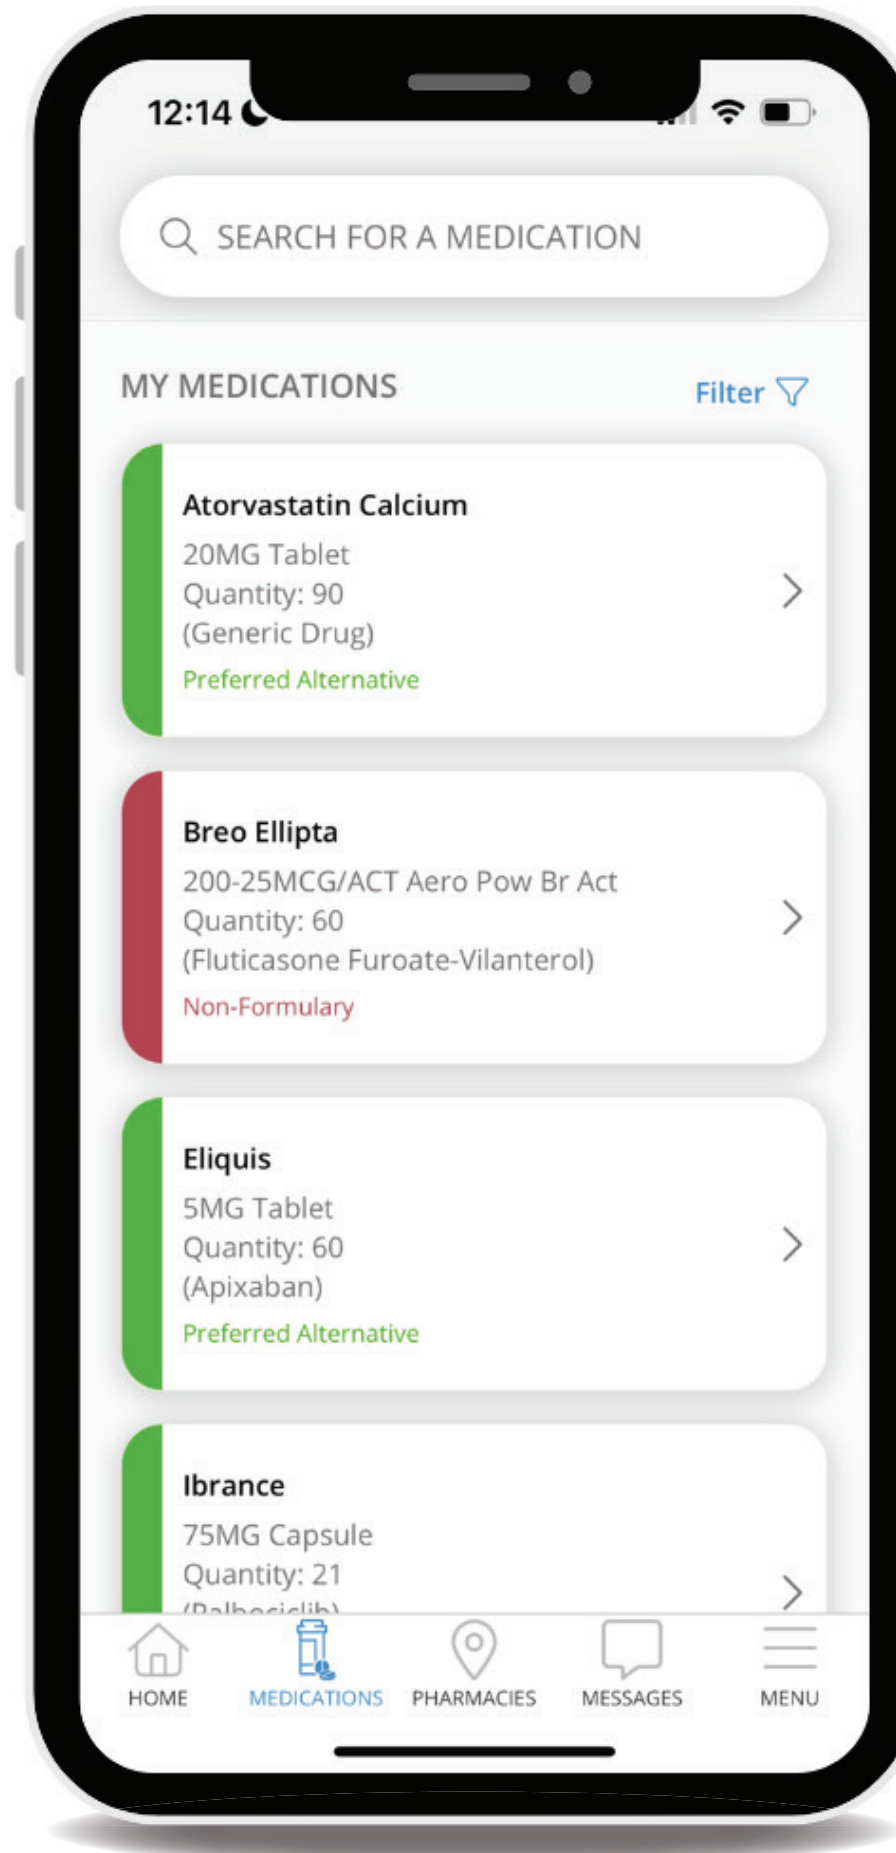 12:14
SEARCH FOR A MEDICATION
MY MEDICATIONS
Filter
Atorvastatin Calcium
20MG Tablet
Quantity: 90
(Generic Drug)
Preferred Alternative
Breo Ellipta
200-25MCG/ACT Aero Pow Br Act
Quantity: 60
(Fluticasone Furoate-Vilanterol)
Non-Formulary
Eliquis
5MG Tablet
Quantity: 60
(Apixaban)
Preferred Alternative
Ibrance
75MG Capsule
Quantity: 21
(Palbociclib)
HOME
MEDICATIONS
PHARMACIES
MESSAGES
MENU